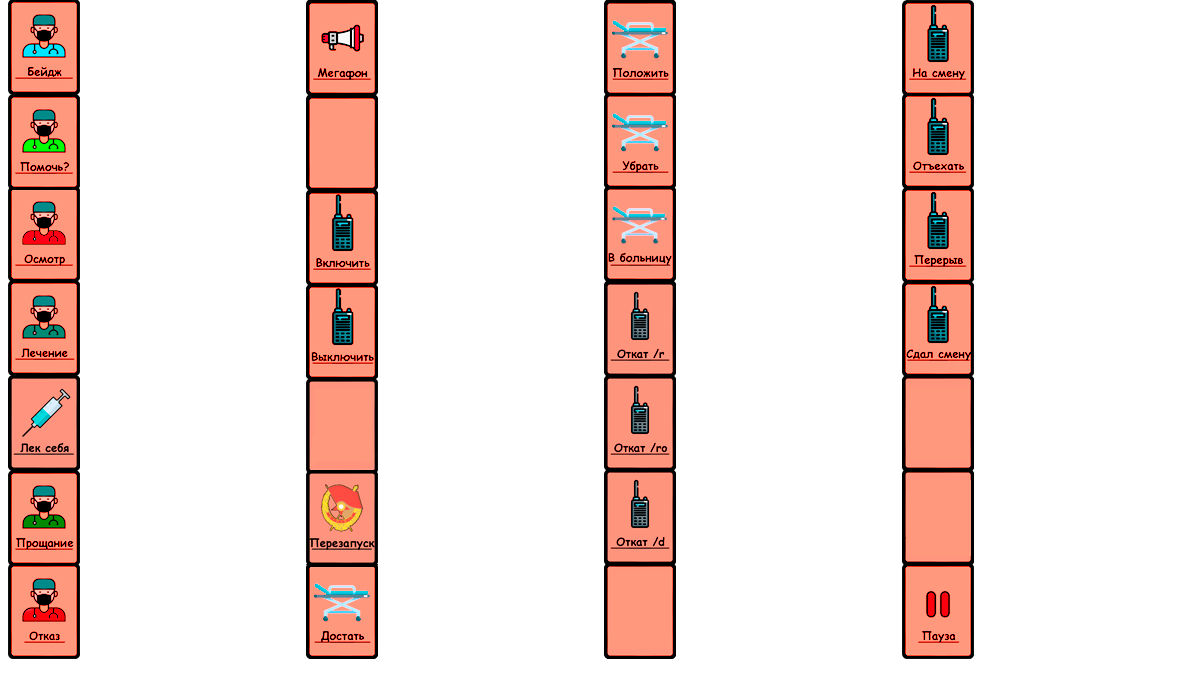 Бейдж
Помочь?
Осмотр
Лечение
Лек себя
Прощание
Отказ
Мегафон
Включить
Выключить
Перезапуск
Достать
Положить
Убрать
В больницу
Откат /r
Откат /ro
Откат /d
На смену
Отъехать
Перерыв
Сдал смену
Пауза